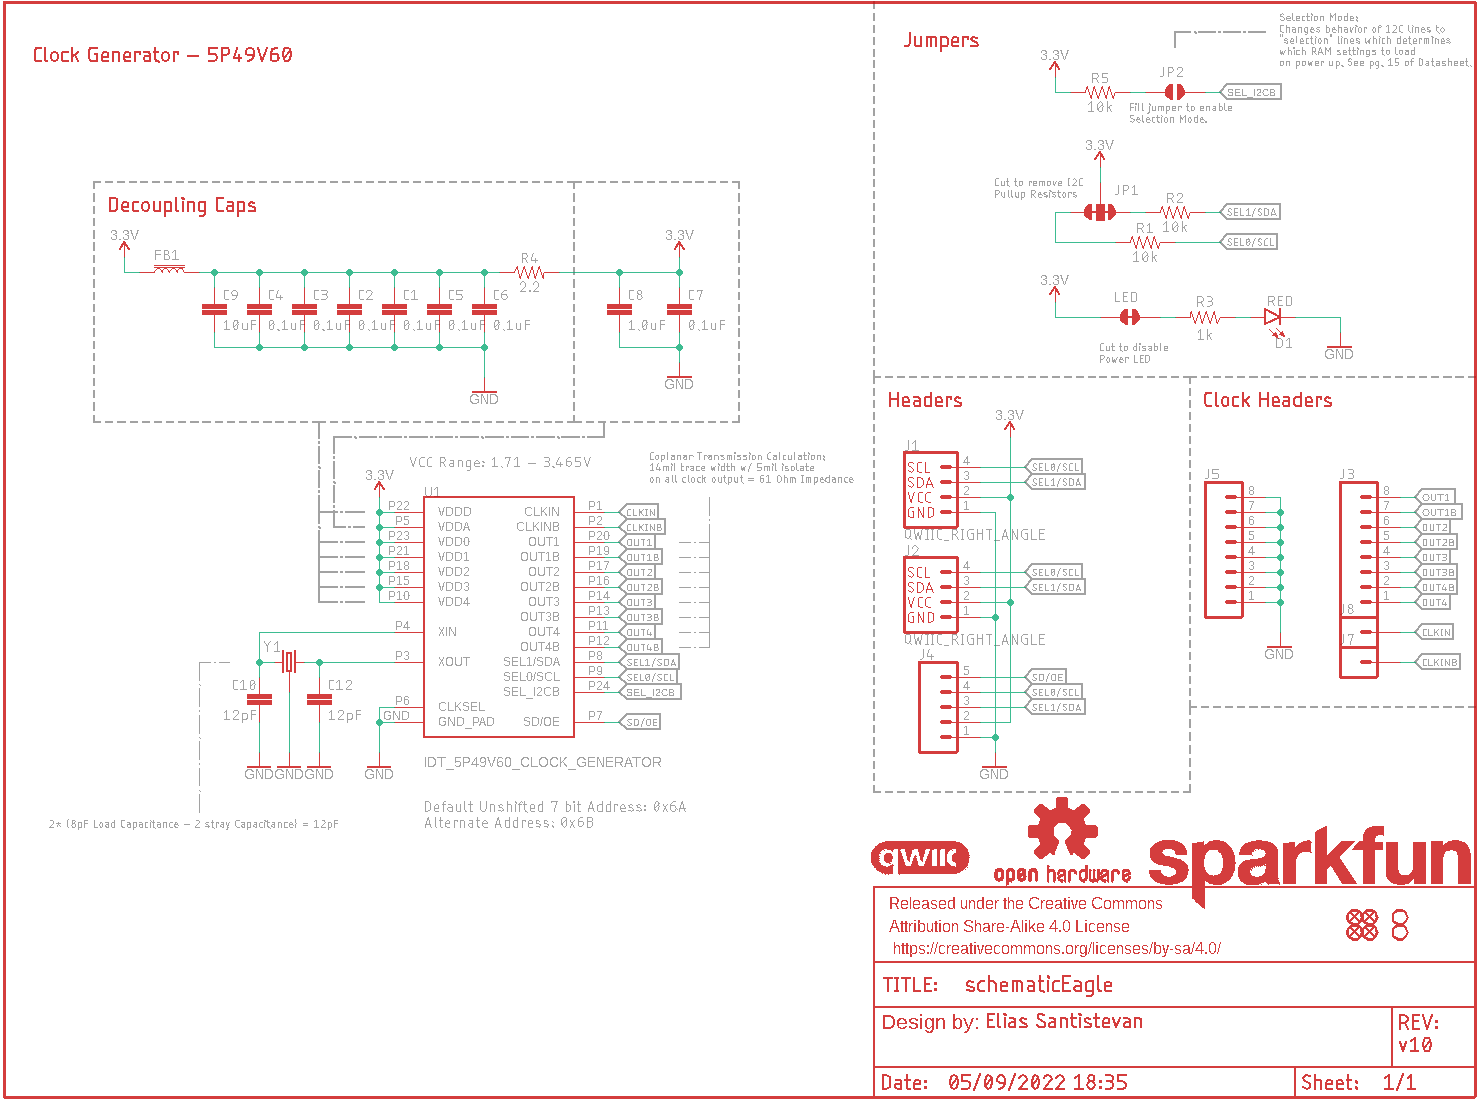 Clock Generator – 5P49V60
Decoupling Caps
3.3V
FB1
C9
10uF
C4
0.1uF
C3
0.1uF
C2
0.1uF
C1
0.1uF
C5
0.1uF
C6
0.1uF
R4
2.2
GND
3.3V
C8
1.0uF
C7
0.1uF
GND
VCC Range: 1.71 – 3.465V
Coplanar Transmission Calculation:
14mil trace width w/ 5mil isolate
on all clock output = 61 Ohm Impedance
3.3V
U1
P22 VDDD CLKIN P1 CLKIN
P5 VDDA CLKINB P2 CLKINB
P23 VDD0 OUT1 P20 OUT1
P21 VDD1 OUT1B P19 OUT1B
P18 VDD2 OUT2 P17 OUT2
P15 VDD3 OUT2B P16 OUT2B
P10 VDD4 OUT3 P14 OUT3
OUT3B P13 OUT3B
P4 XIN OUT4 P11 OUT4
OUT4B P12 OUT4B
P3 XOUT SEL1/SDA P8 SEL1/SDA
SEL0/SCL P9 SEL0/SCL
SEL_I2CB P24 SEL_I2CB
P6 CLKSEL
GND GND_PAD SD/OE P7 SD/OE
Y1
C10
12pF
C12
12pF
GND GND GND GND
IDT_5P49V60_CLOCK_GENERATOR
Default Unshifted 7 bit Address: 0x6A
Alternate Address: 0x6B
2* (8pF Load Capacitance – 2 stray Capacitance) = 12pF
Jumpers
Selection Mode:
Changes behavior of I2C lines to
"selection" lines which determines
which RAM settings to load
on power up. See pg. 15 of Datasheet.
3.3V
R5
10k
JP2
SEL_I2CB
Fill jumper to enable
Selection Mode.
3.3V
Cut to remove I2C
Pullup Resistors
JP1
R2
10k
SEL1/SDA
R1
10k
SEL0/SCL
3.3V
LED
R3
1k
RED
D1
GND
Cut to disable
Power LED
Headers
3.3V
J1
SCL 4 SEL0/SCL
SDA 3 SEL1/SDA
VCC 2
GND 1
QWIIC_RIGHT_ANGLE
J2
SCL 4 SEL0/SCL
SDA 3 SEL1/SDA
VCC 2
GND 1
QWIIC_RIGHT_ANGLE
J4
5 SD/OE
4 SEL0/SCL
3 SEL1/SDA
2
1
GND
Clock Headers
J5
8
7
6
5
4
3
2
1
GND
J3
8 OUT1
7 OUT1B
6 OUT2
5 OUT2B
4 OUT3
3 OUT3B
2 OUT4B
1 OUT4
J8
CLKIN
J7
CLKINB
qwiic
open hardware
sparkfun
Released under the Creative Commons
Attribution Share-Alike 4.0 License
https://creativecommons.org/licenses/by-sa/4.0/
TITLE: schematicEagle
Design by: Elias Santistevan
REV:
v10
Date: 05/09/2022 18:35
Sheet: 1/1